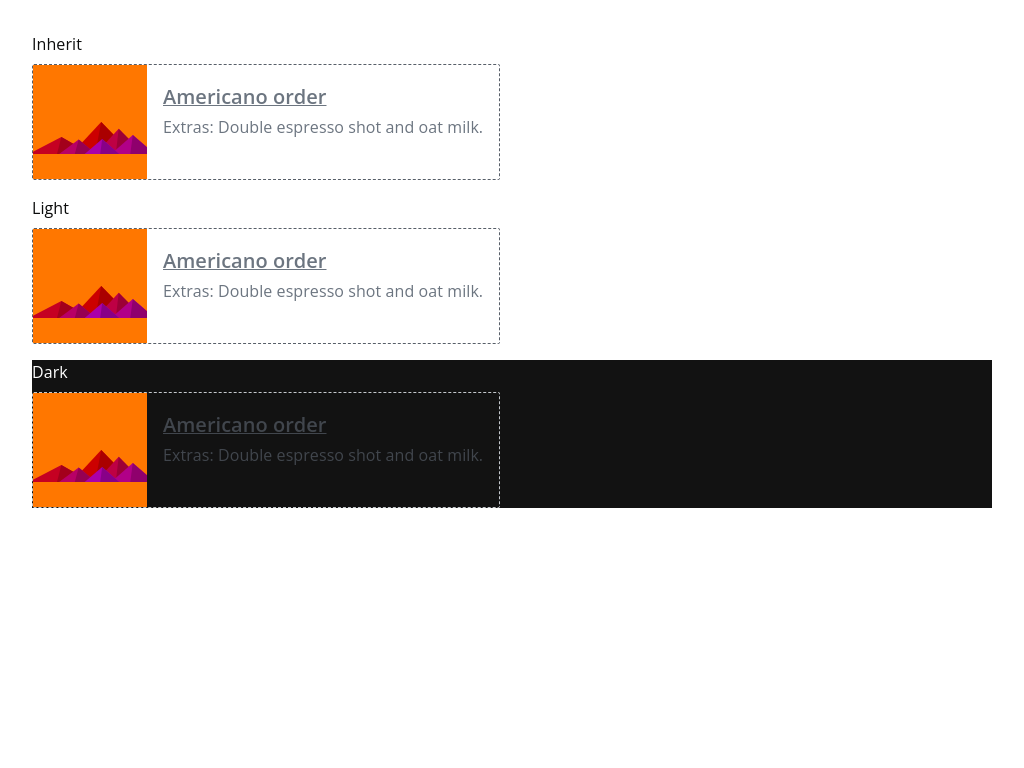 Inherit
Americano order
Extras: Double espresso shot and oat milk.
Light
Americano order
Extras: Double espresso shot and oat milk.
Dark
Americano order
Extras: Double espresso shot and oat milk.